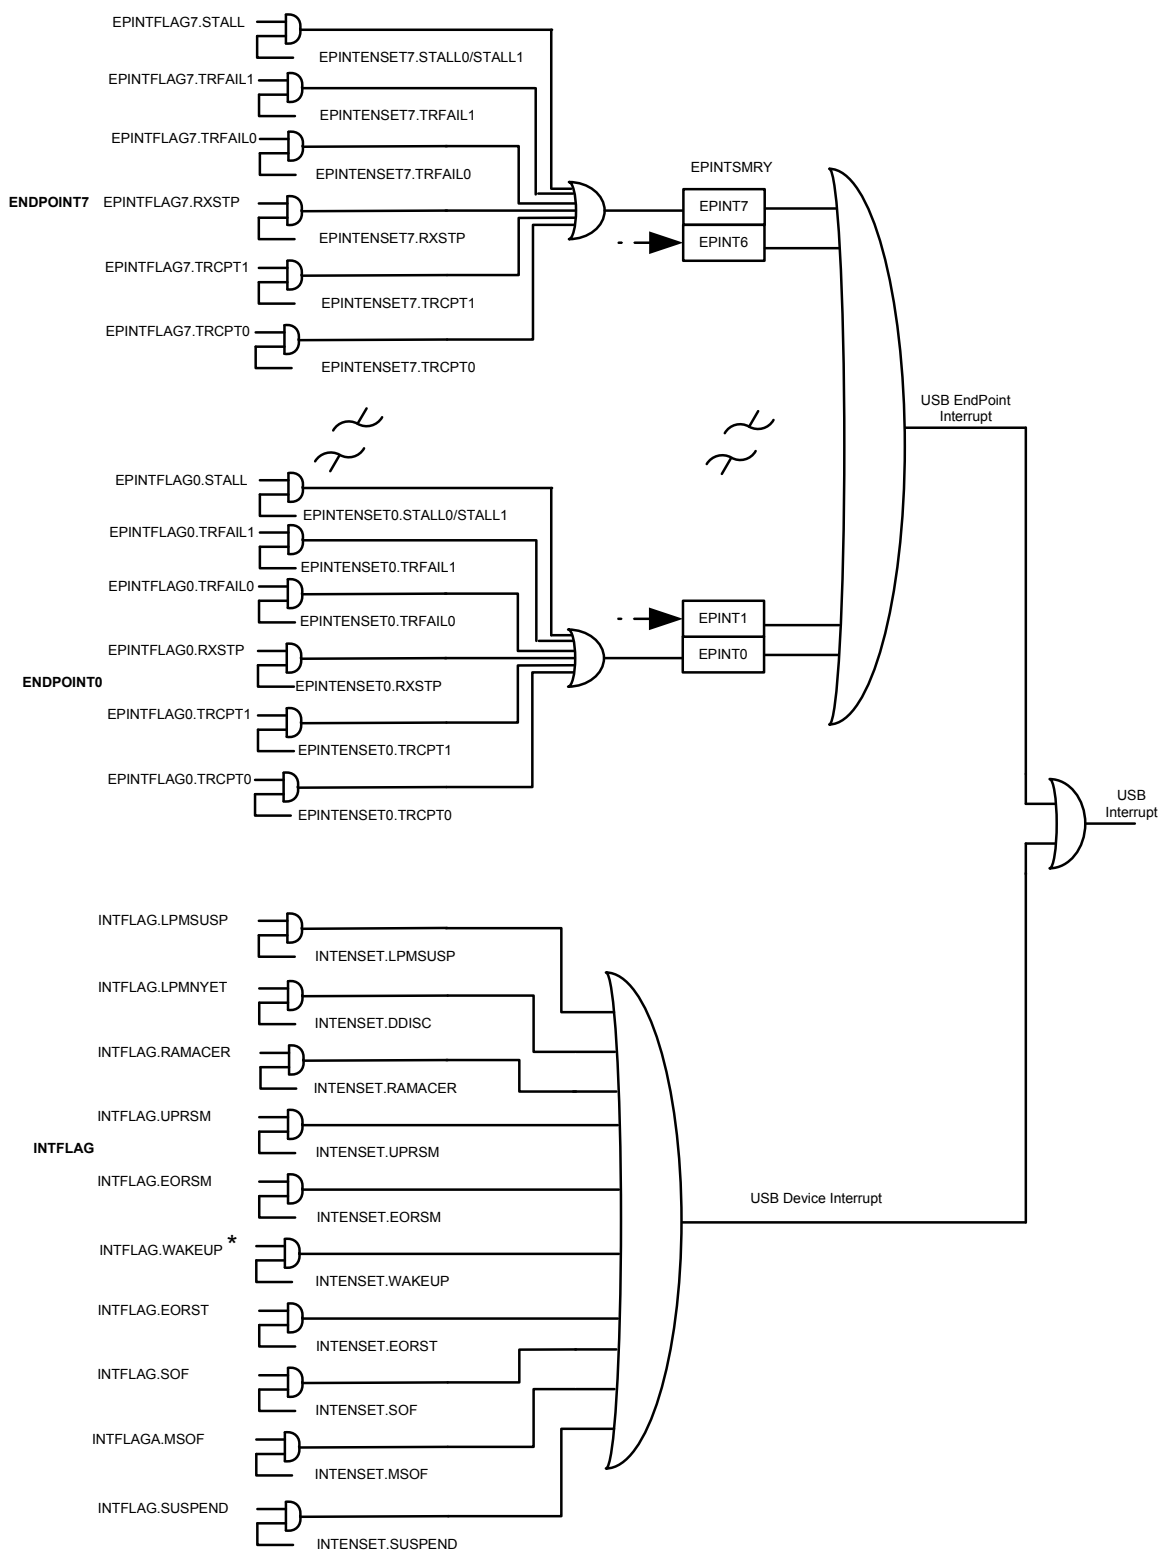 EPINTFLAG7.STALL
EPINTENSET7.STALL0/STALL1
EPINTFLAG7.TRFAIL1
EPINTENSET7.TRFAIL1
EPINTFLAG7.TRFAIL0
EPINTENSET7.TRFAIL0
ENDPOINT7
EPINTFLAG7.RXSTP
EPINTENSET7.RXSTP
EPINTFLAG7.TRCPT1
EPINTENSET7.TRCPT1
EPINTFLAG7.TRCPT0
EPINTENSET7.TRCPT0
EPINTSMRY
EPINT7
EPINT6
USB EndPoint
Interrupt
EPINTFLAG0.STALL
EPINTENSET0.STALL0/STALL1
EPINTFLAG0.TRFAIL1
EPINTENSET0.TRFAIL1
EPINTFLAG0.TRFAIL0
EPINTENSET0.TRFAIL0
EPINTFLAG0.RXSTP
ENDPOINT0
EPINTENSET0.RXSTP
EPINTFLAG0.TRCPT1
EPINTENSET0.TRCPT1
EPINTFLAG0.TRCPT0
EPINTENSET0.TRCPT0
EPINT1
EPINT0
USB
Interrupt
INTFLAG.LPMSUSP
INTENSET.LPMSUSP
INTFLAG.LPMNYET
INTENSET.DDISC
INTFLAG.RAMACER
INTENSET.RAMACER
INTFLAG.UPRSM
INTFLAG
INTENSET.UPRSM
INTFLAG.EORSM
INTENSET.EORSM
INTFLAG.WAKEUP *
INTENSET.WAKEUP
INTFLAG.EORST
INTENSET.EORST
INTFLAG.SOF
INTENSET.SOF
INTFLAGA.MSOF
INTENSET.MSOF
INTFLAG.SUSPEND
INTENSET.SUSPEND
USB Device Interrupt